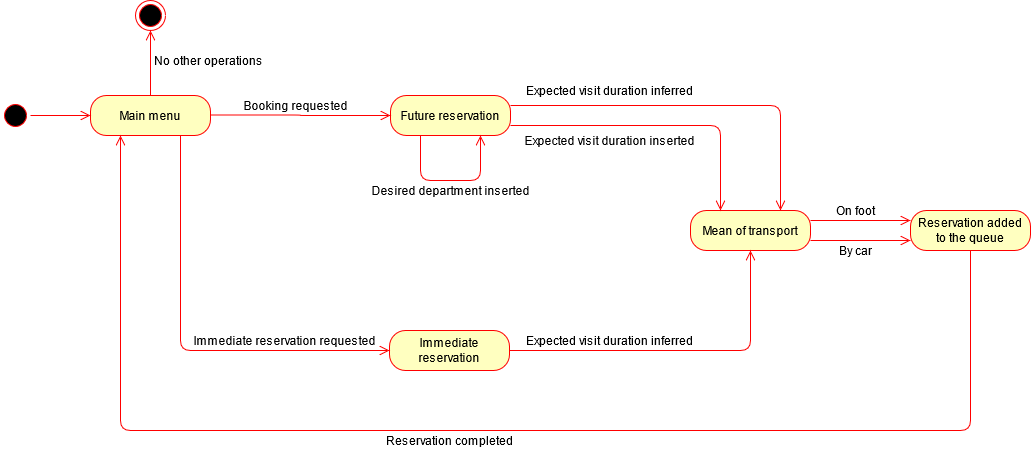 No other operations
Main menu
Booking requested
Future reservation
Expected visit duration inferred
Expected visit duration inserted
Desired department inserted
Mean of transport
On foot
By car
Reservation added
to the queue
Immediate reservation requested
Immediate
reservation
Expected visit duration inferred
Reservation completed